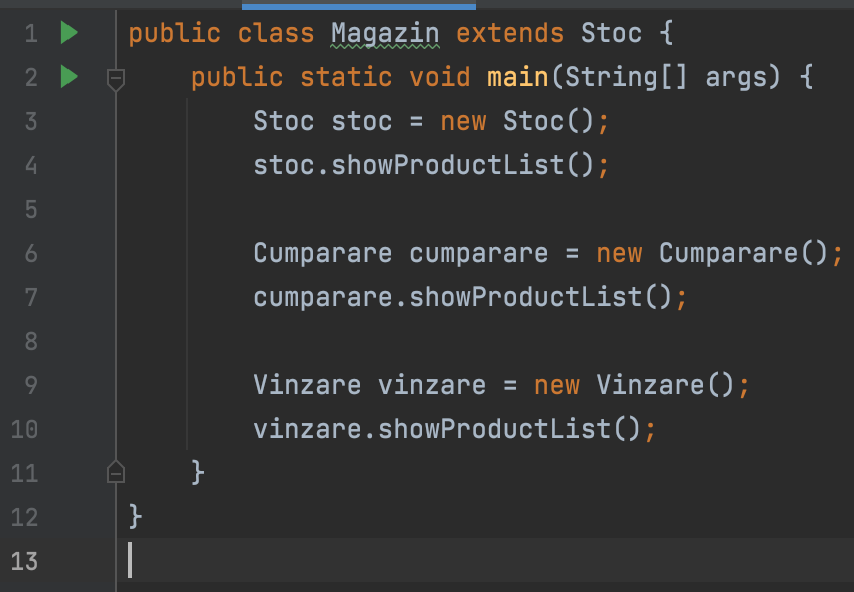 1 public class Magazin extends Stoc {
2 public static void main(String[] args) {
3 Stoc stoc = new Stoc();
4 stoc.showProductList();
5
6 Cumparare cumparare = new Cumparare();
7 cumparare.showProductList();
8
9 Vinzare vinzare = new Vinzare();
10 vinzare.showProductList();
11 }
12 }
13